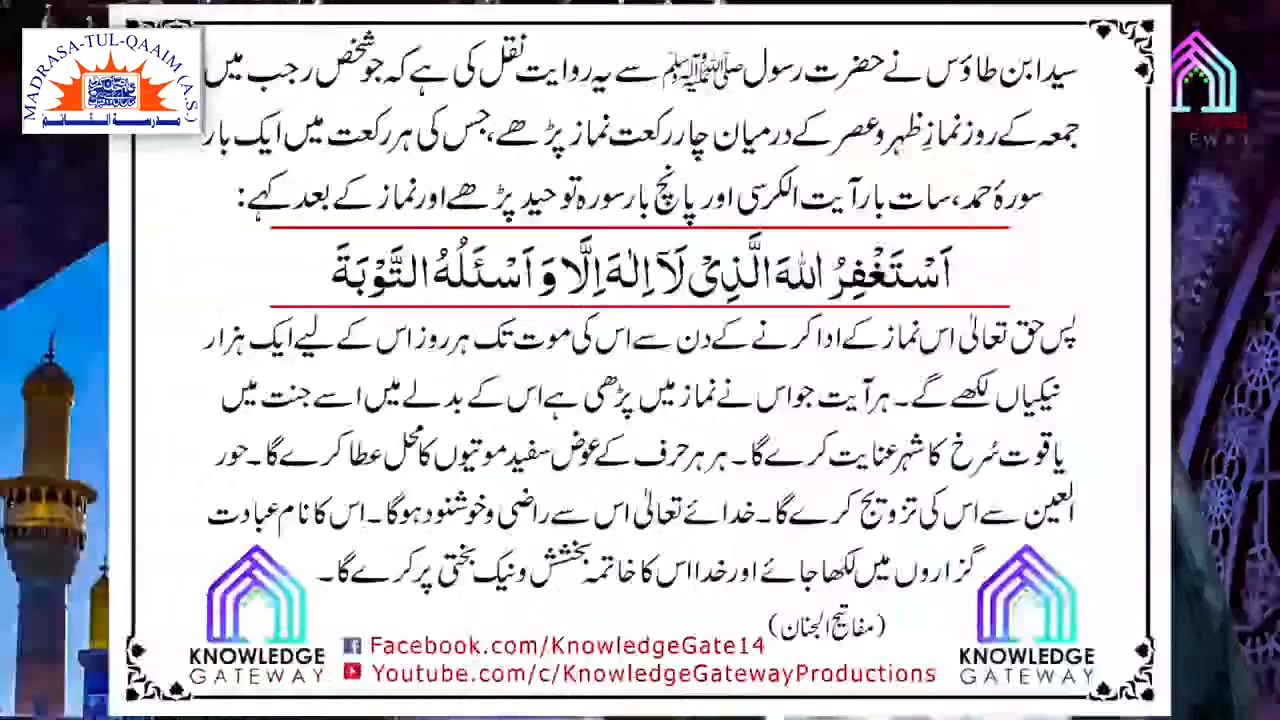 MADRASA-TUL-QAAIM (A.S.)
مدرسة القائم
سید ابن طاؤس نے حضرت رسول ﷺ سے یہ روایت نقل کی ہے کہ جو شخص رجب میں
جمعہ کے روز نمازِ ظہر و عصر کے درمیان چار رکعت نماز پڑھے، جس کی ہر رکعت میں ایک بار
سورۂ حمد، سات بار آیت الکرسی اور پانچ بار سورہ توحید پڑھے اور نماز کے بعد کہے:
اَسْتَغْفِرُ اللهَ الَّذِیْ لَآ اِلٰهَ اِلَّا وَ اَسْئَلُهُ التَّوْبَةَ
پس حق تعالیٰ اس نماز کے ادا کرنے کے دن سے اس کی موت تک ہر روز اس کے لیے ایک ہزار
نیکیاں لکھے گے۔ ہر آیت جو اس نے نماز میں پڑھی ہے اس کے بدلے میں اسے جنت میں
یاقوت سُرخ کا شہر عنایت کرے گا۔ ہر ہر حرف کے عوض سفید موتیوں کا محل عطا کرے گا۔ حور
العین سے اس کی تزویج کرے گا۔ خدائے تعالیٰ اس سے راضی و خوشنود ہوگا۔ اس کا نام عبادت
گزاروں میں لکھا جائے اور خدا اس کا خاتمہ بخشش و نیک بختی پر کرے گا۔
(مفاتیح الجنان)
Facebook.com/KnowledgeGate14
Youtube.com/c/KnowledgeGatewayProductions
KNOWLEDGE
GATEWAY
KNOWLEDGE
GATEWAY